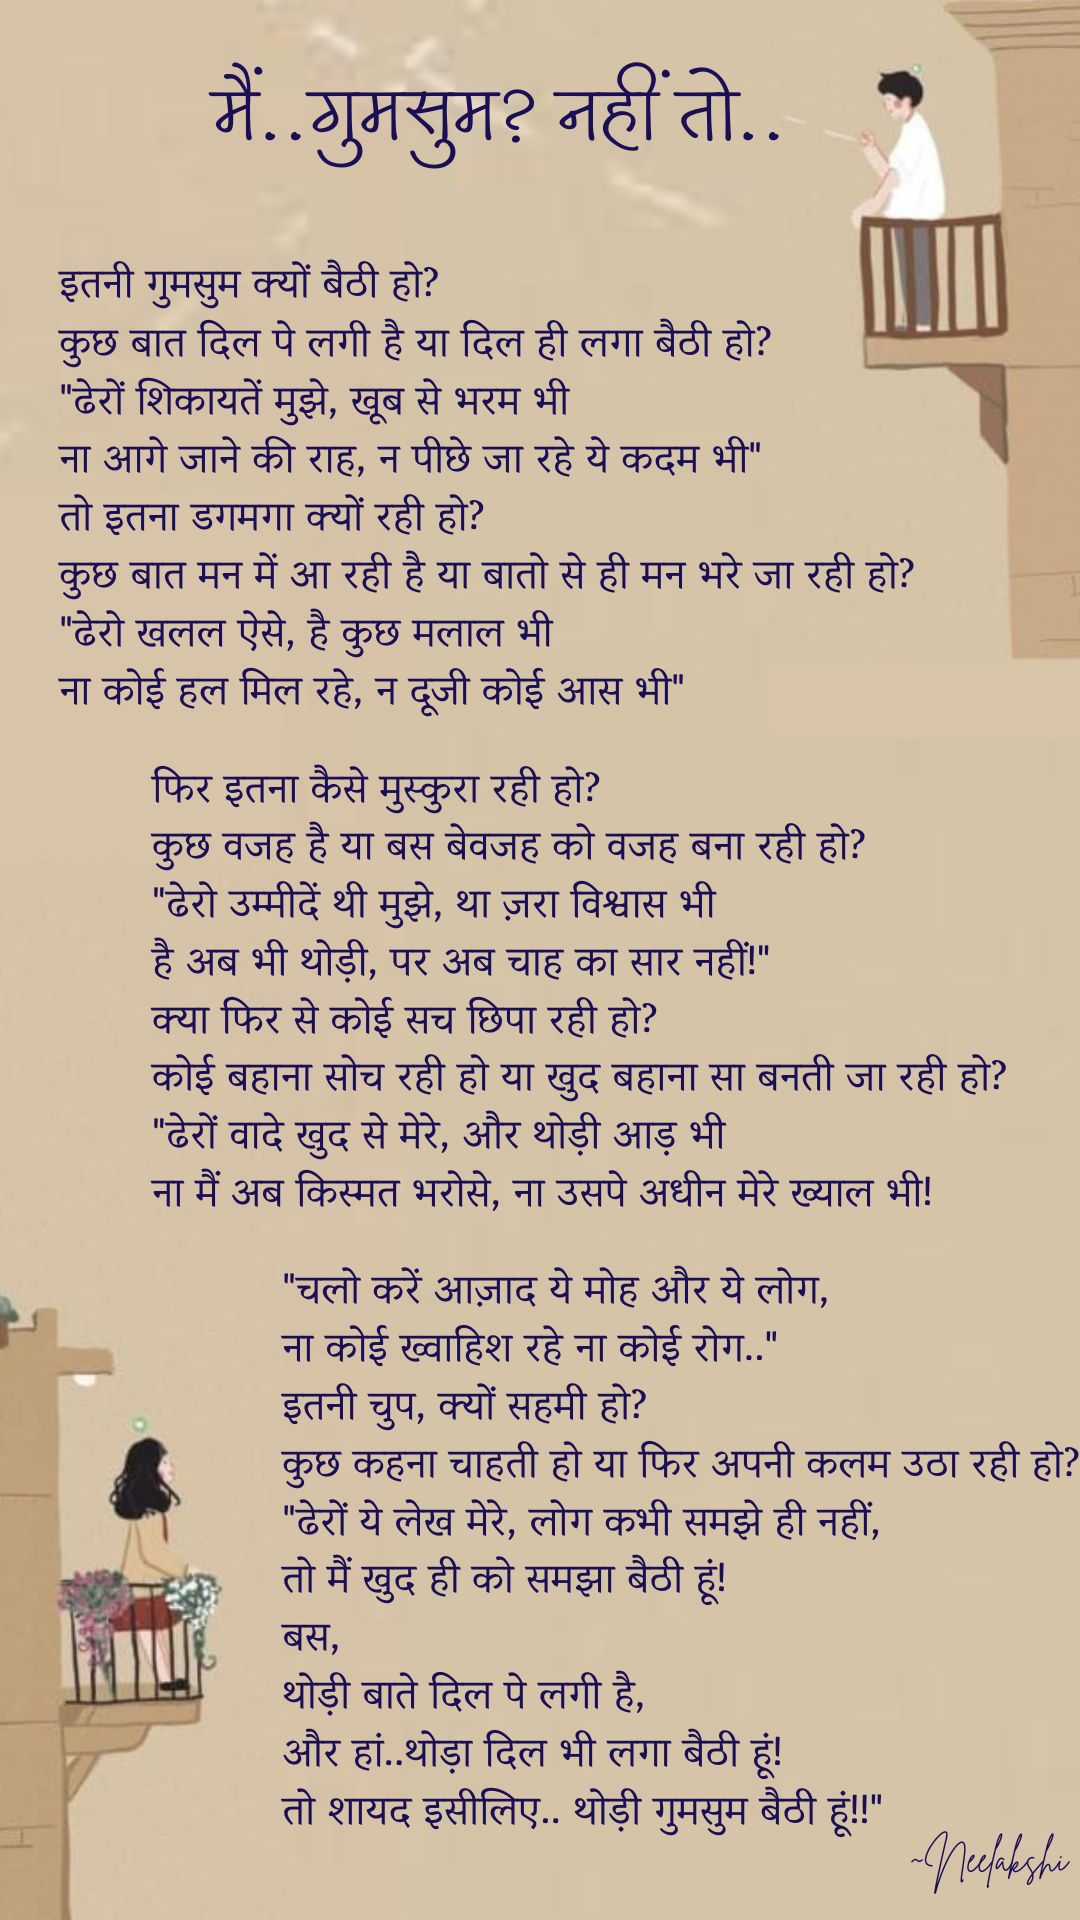 मैं..गुमसुम? नहीं तो..
इतनी गुमसुम क्यों बैठी हो?
कुछ बात दिल पे लगी है या दिल ही लगा बैठी हो?
"ढेरों शिकायतें मुझे, खूब से भरम भी
ना आगे जाने की राह, न पीछे जा रहे ये कदम भी"
तो इतना डगमगा क्यों रही हो?
कुछ बात मन में आ रही है या बातो से ही मन भरे जा रही हो?
"ढेरो खलल ऐसे, है कुछ मलाल भी
ना कोई हल मिल रहे, न दूजी कोई आस भी"
फिर इतना कैसे मुस्कुरा रही हो?
कुछ वजह है या बस बेवजह को वजह बना रही हो?
"ढेरो उम्मीदें थी मुझे, था ज़रा विश्वास भी
है अब भी थोड़ी, पर अब चाह का सार नहीं!"
क्या फिर से कोई सच छिपा रही हो?
कोई बहाना सोच रही हो या खुद बहाना सा बनती जा रही हो?
"ढेरों वादे खुद से मेरे, और थोड़ी आड़ भी
ना मैं अब किस्मत भरोसे, ना उसपे अधीन मेरे ख्याल भी!
"चलो करें आज़ाद ये मोह और ये लोग,
ना कोई ख्वाहिश रहे ना कोई रोग.."
इतनी चुप, क्यों सहमी हो?
कुछ कहना चाहती हो या फिर अपनी कलम उठा रही हो?
"ढेरों ये लेख मेरे, लोग कभी समझे ही नहीं,
तो मैं खुद ही को समझा बैठी हूं!
बस,
थोड़ी बाते दिल पे लगी है,
और हां..थोड़ा दिल भी लगा बैठी हूं!
तो शायद इसीलिए.. थोड़ी गुमसुम बैठी हूं!!"
~Neelakshi